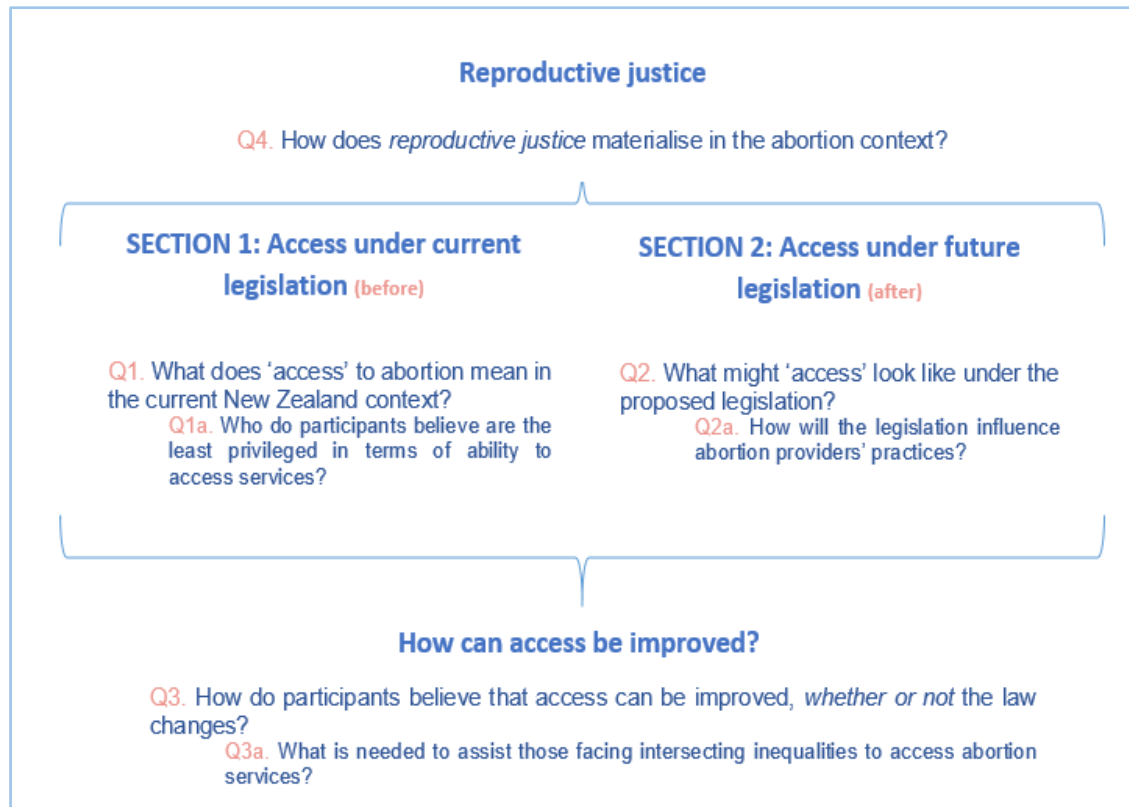 Reproductive justice
Q4. How does reproductive justice materialise in the abortion context?
SECTION 1: Access under current
legislation (before)
Q1. What does ‘access’ to abortion mean in
the current New Zealand context?
Q1a. Who do participants believe are the
least privileged in terms of ability to
access services?
SECTION 2: Access under future
legislation (after)
Q2. What might ‘access’ look like under the
proposed legislation?
Q2a. How will the legislation influence
abortion providers’ practices?
How can access be improved?
Q3. How do participants believe that access can be improved, whether or not the law
changes?
Q3a. What is needed to assist those facing intersecting inequalities to access abortion
services?